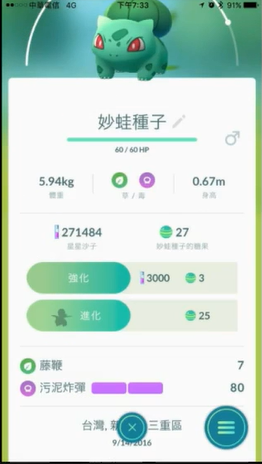 中華電信 4G 下午7:33 91%
妙蛙種子
60 / 60 HP
5.94kg 草 / 毒 0.67m
體重 身高
271484 27
星星沙子 妙蛙種子的糖果
強化 3000 3
進化 25
藤鞭 7
污泥炸彈 80
台灣, 新 三重區
9/14/2016